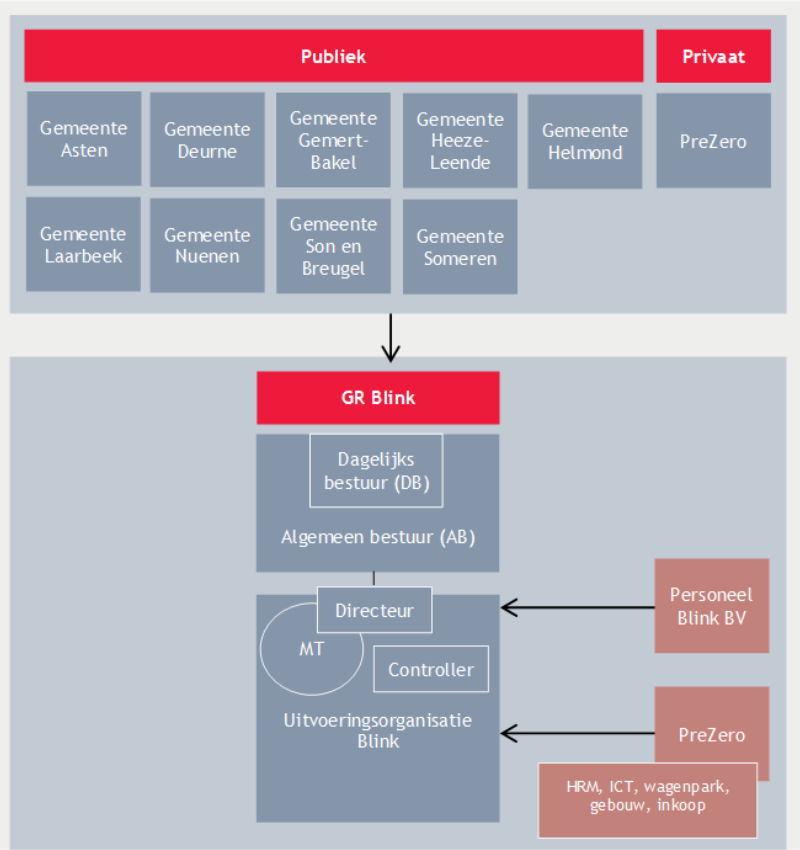 Publiek
Privaat
Gemeente
Asten
Gemeente
Deurne
Gemeente
Gemert-
Bakel
Gemeente
Heeze-
Leende
Gemeente
Helmond
PreZero
Gemeente
Laarbeek
Gemeente
Nuenen
Gemeente
Son en
Breugel
Gemeente
Someren
GR Blink
Dagelijks
bestuur (DB)
Algemeen bestuur (AB)
Directeur
MT
Controller
Uitvoeringsorganisatie
Blink
Personeel
Blink BV
PreZero
HRM, ICT, wagenpark,
gebouw, inkoop